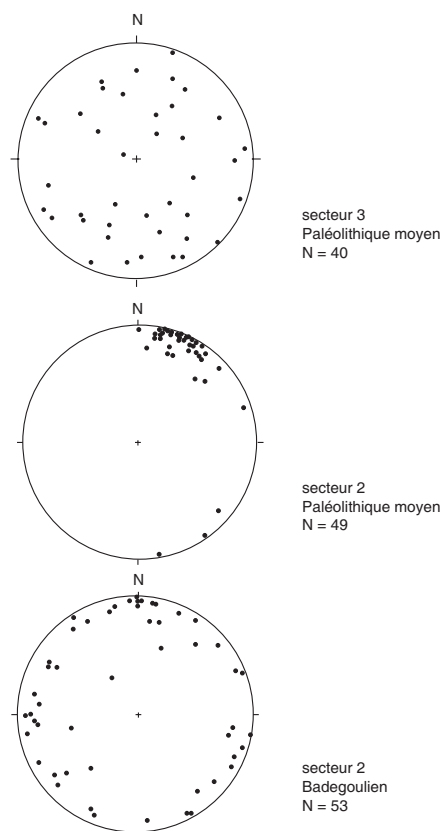 N
secteur 3
Paléolithique moyen
N = 40
N
secteur 2
Paléolithique moyen
N = 49
N
secteur 2
Badegoulien
N = 53